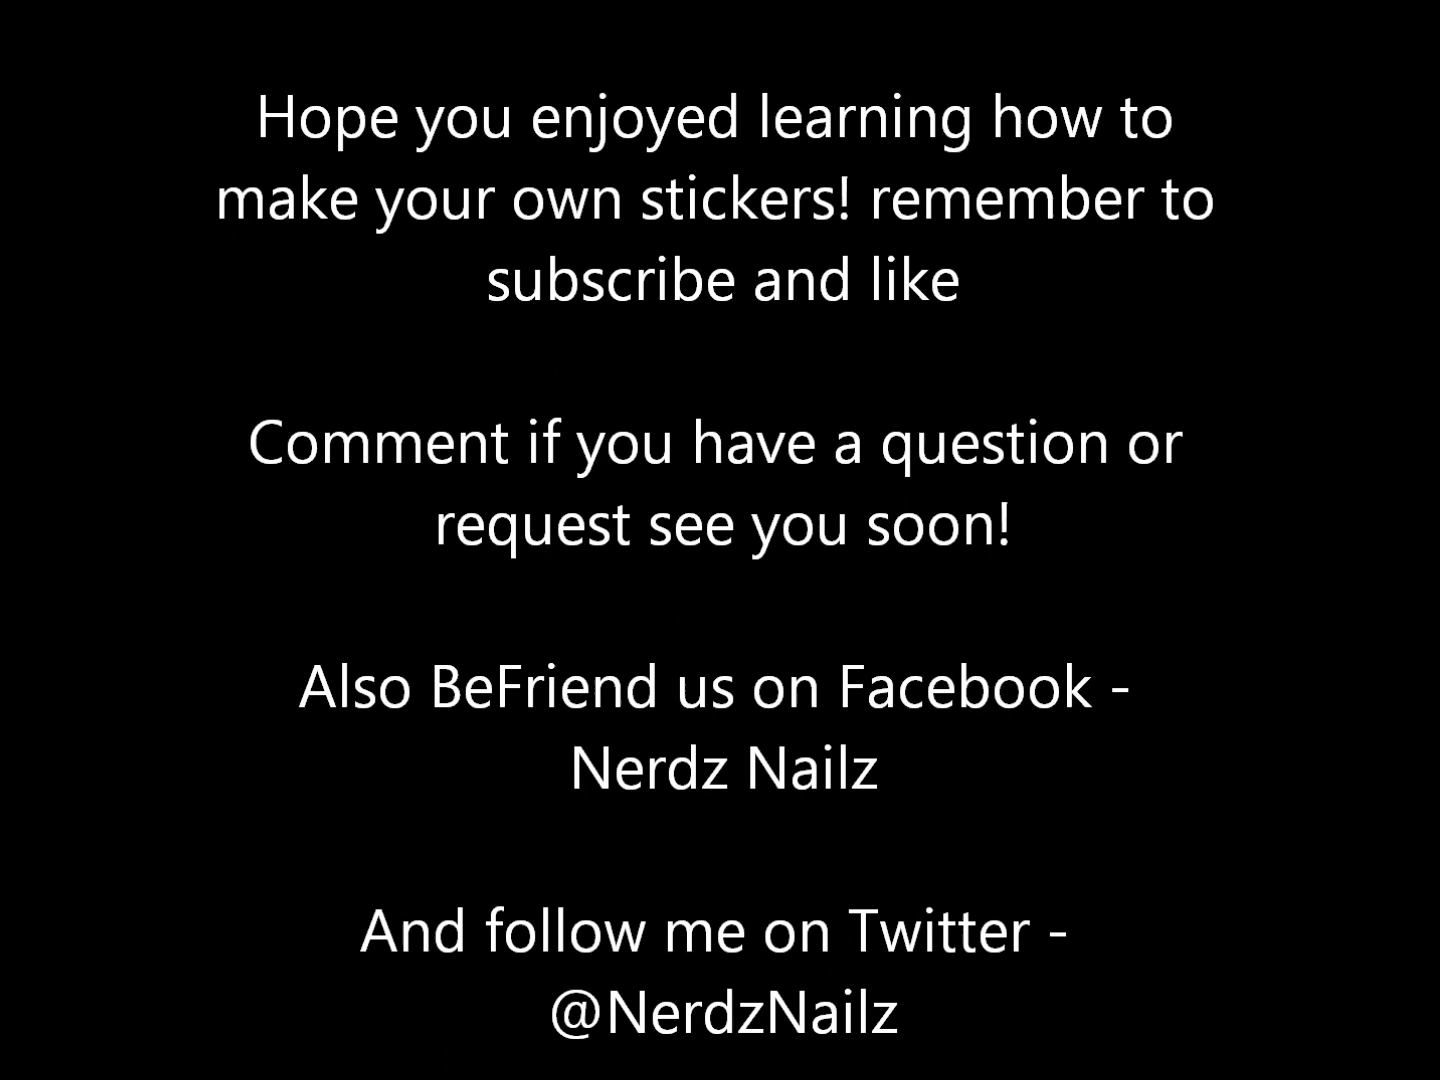 Hope you enjoyed learning how to
make your own stickers! remember to
subscribe and like
Comment if you have a question or
request see you soon!
Also BeFriend us on Facebook -
Nerdz Nailz
And follow me on Twitter -
@NerdzNailz